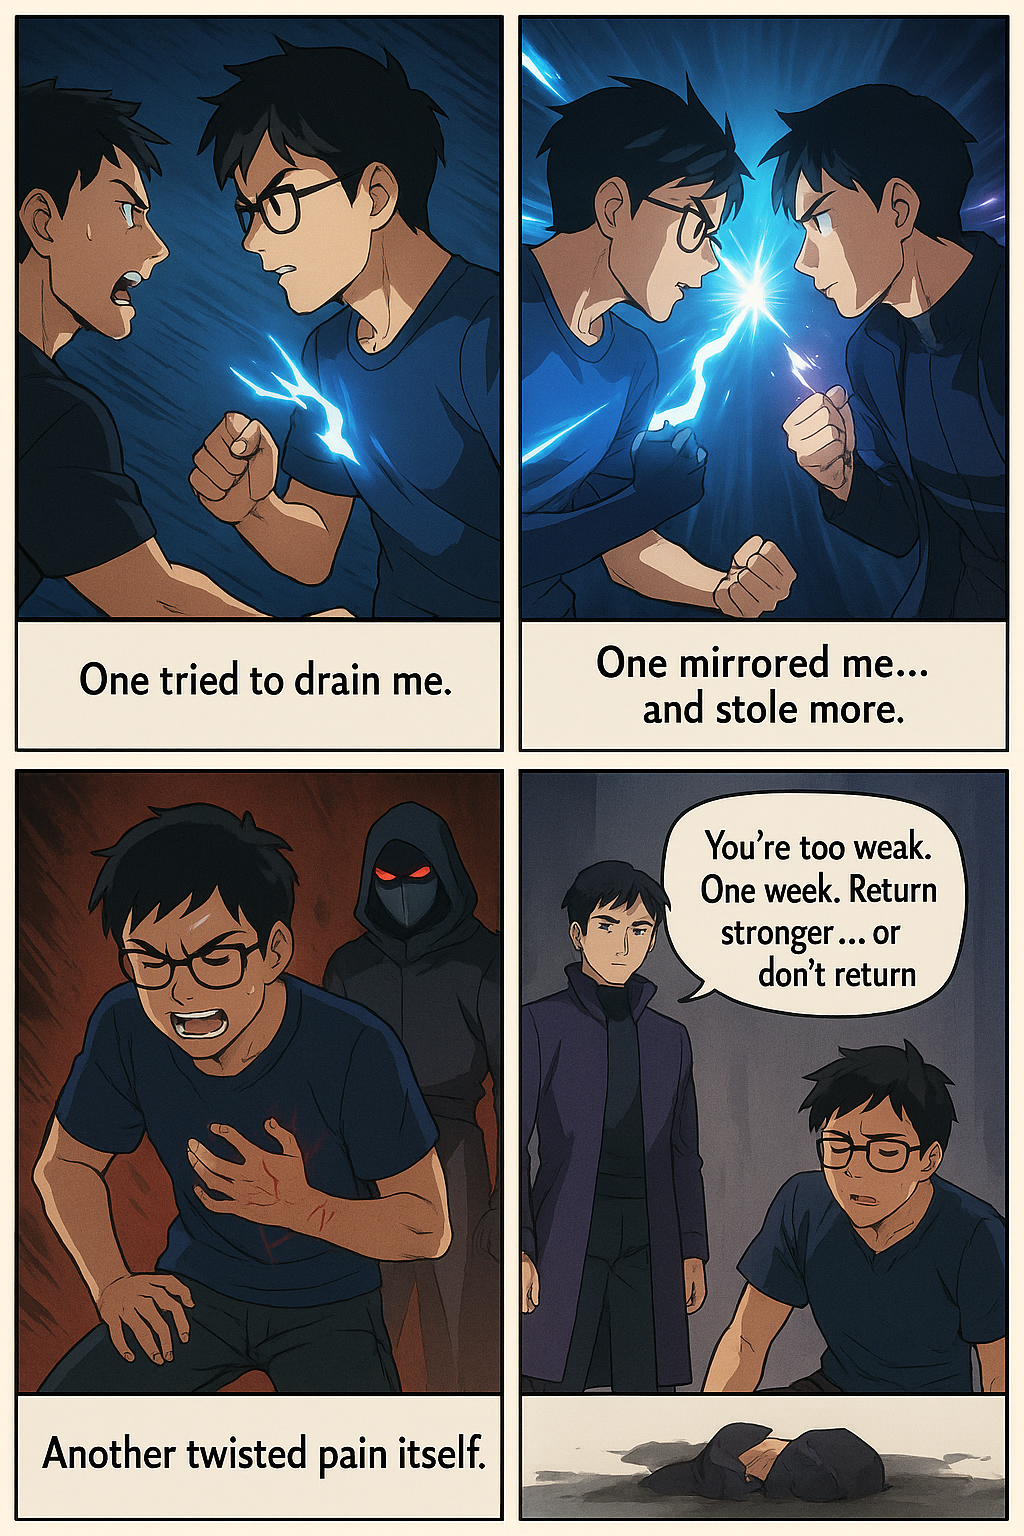 One tried to drain me.
One mirrored me...
and stole more.
Another twisted pain itself.
You're too weak.
One week. Return
stronger... or
don't return